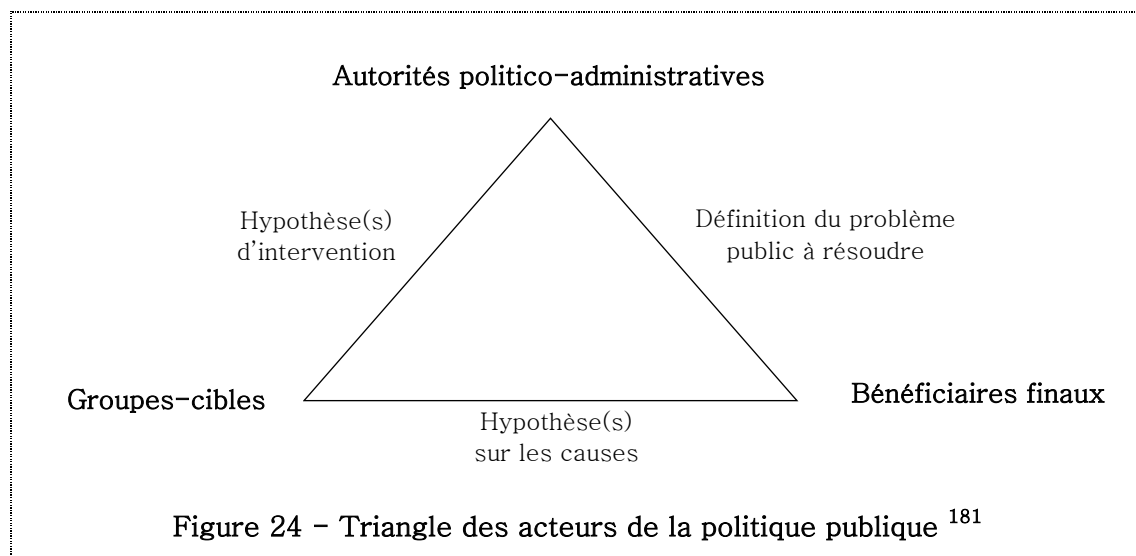 Autorités politico-administratives
Hypothèse(s)
d'intervention
Définition du problème
public à résoudre
Groupes-cibles
Bénéficiaires finaux
Hypothèse(s)
sur les causes
Figure 24 - Triangle des acteurs de la politique publique 181